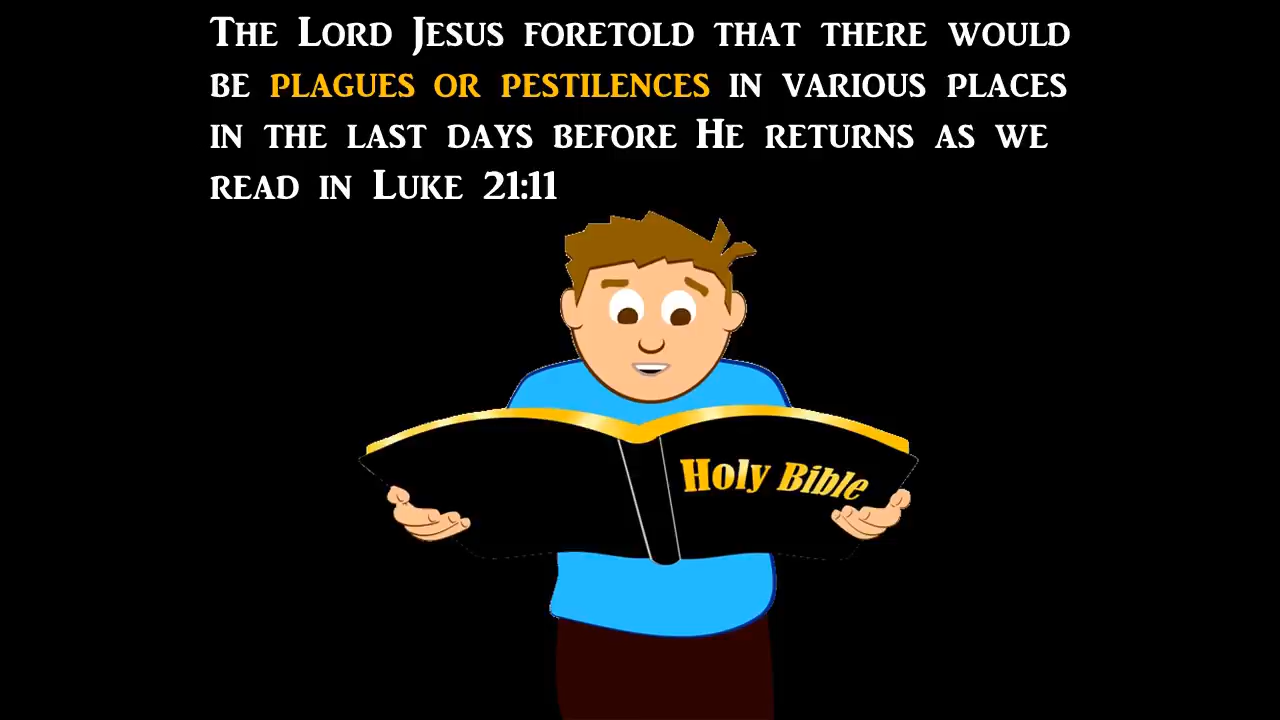 The Lord Jesus foretold that there would
be plagues or pestilences in various places
in the last days before He returns as we
read in Luke 21:11
Holy Bible